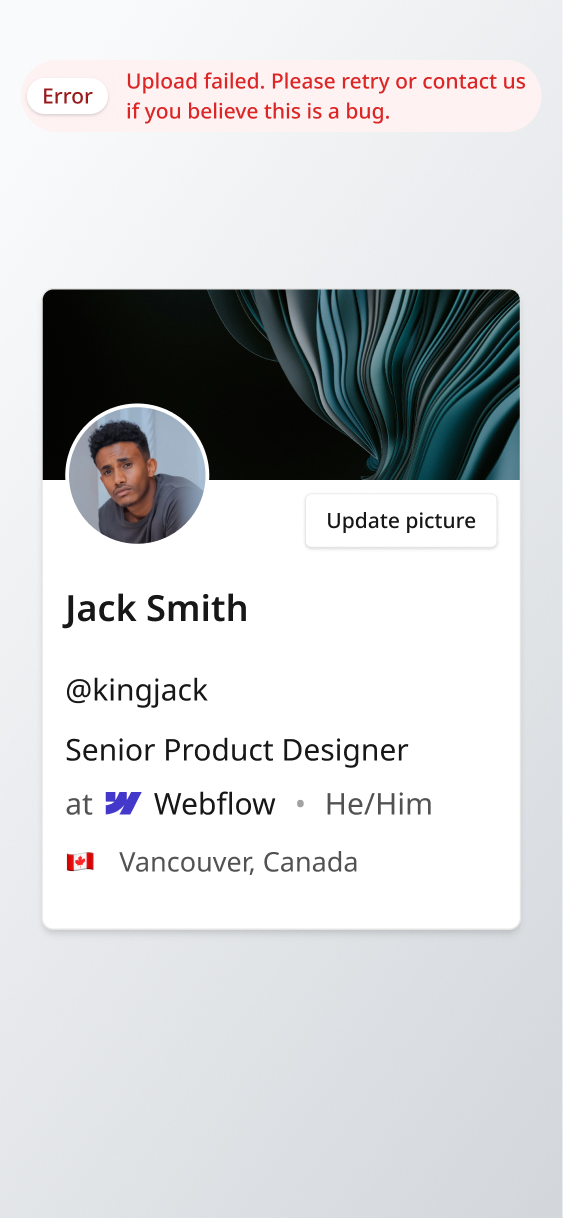 Error
Upload failed. Please retry or contact us
if you believe this is a bug.
Update picture
Jack Smith
@kingjack
Senior Product Designer
at Webflow • He/Him
Vancouver, Canada